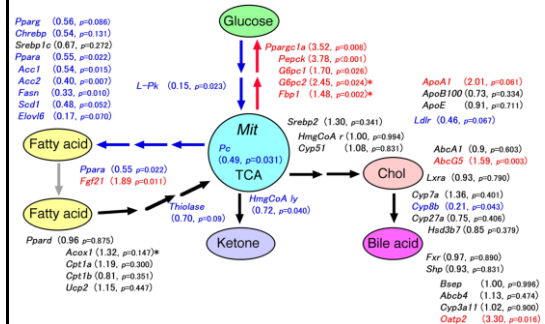 Pparg (0.56, p=0.086)
Chrebp (0.54, p=0.131)
Srebp1c (0.67, p=0.272)
Ppara (0.55, p=0.022)
Acc1 (0.54, p=0.015)
Acc2 (0.40, p=0.007)
Fasn (0.33, p=0.010)
Scd1 (0.48, p=0.052)
Elovl6 (0.17, p=0.070)
Glucose
Ppargc1a (3.52, p=0.008)
Pepck (3.78, p=0.001)
G6pc1 (1.70, p=0.026)
G6pc2 (2.45, p=0.024)*
Fbp1 (1.48, p=0.002)*
L-Pk (0.15, p=0.023)
ApoA1 (2.01, p=0.061)
ApoB100 (0.73, p=0.334)
ApoE (0.91, p=0.711)
Ldlr (0.46, p=0.067)
Srebp2 (1.30, p=0.341)
HmgCoA r (1.00, p=0.994)
Cyp51 (1.08, p=0.831)
Mit
Pc
(0.49, p=0.031)
TCA
Fatty acid
Ppara (0.55, p=0.022)
Fgf21 (1.89, p=0.011)
AbcA1 (0.9, p=0.603)
AbcG5 (1.59, p=0.003)
Lxra (0.93, p=0.790)
Chol
Cyp7a (1.36, p=0.401)
Cyp8b (0.21, p=0.043)
Cyp27a (0.75, p=0.406)
Hsd3b7 (0.85, p=0.379)
Fatty acid
Thiolase
(0.70, p=0.09)
HmgCoA ly
(0.72, p=0.040)
Ketone
Bile acid
Ppard (0.96, p=0.875)
Acox1 (1.32, p=0.147)*
Cpt1a (1.19, p=0.300)
Cpt1b (0.81, p=0.351)
Ucp2 (1.15, p=0.447)
Fxr (0.97, p=0.890)
Shp (0.93, p=0.831)
Bsep (1.00, p=0.996)
Abcb4 (1.13, p=0.474)
Cyp3a11 (1.02, p=0.900)
Oatp2 (3.30, p=0.016)